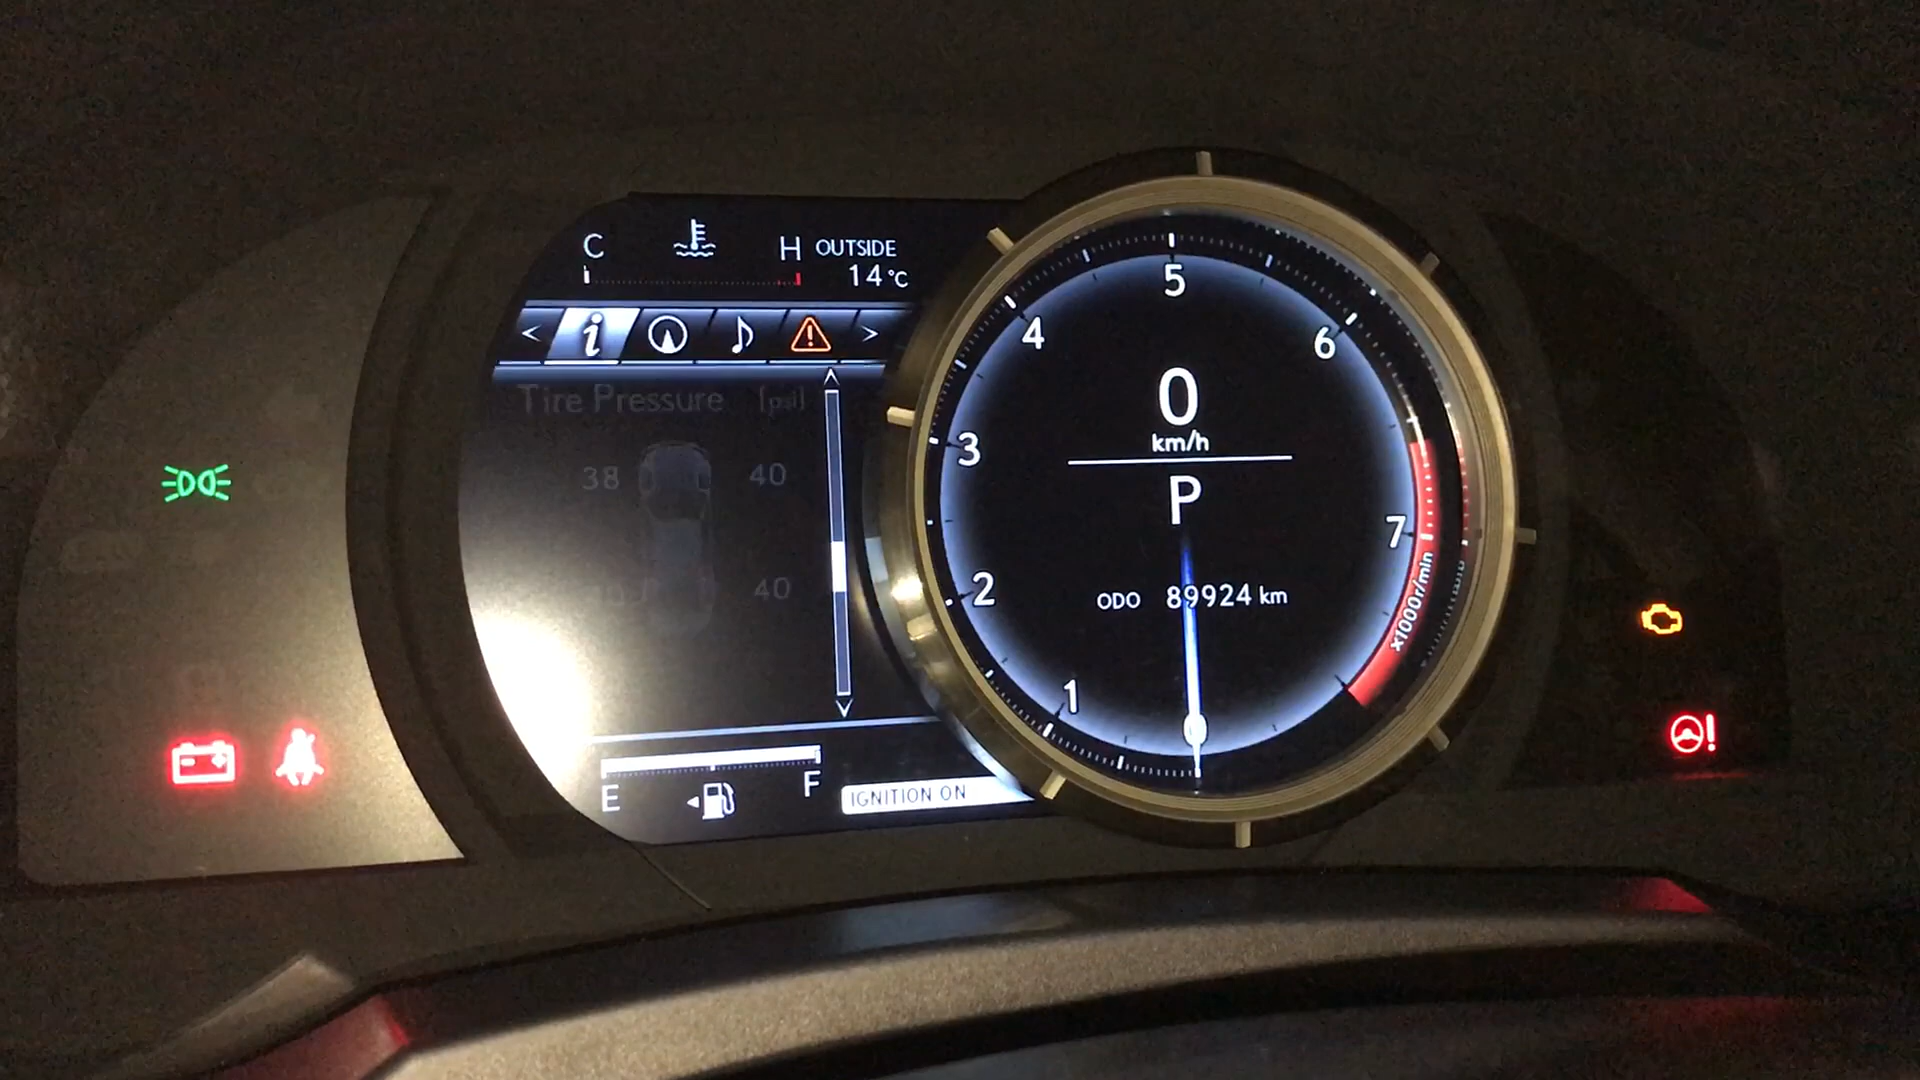 C H OUTSIDE
14°C
< i >
Tire Pressure [psi]
38 40
40
E F
IGNITION ON
0
km/h
P
ODO 89924 km
0
1
2
3
4
5
6
7
x1000r/min